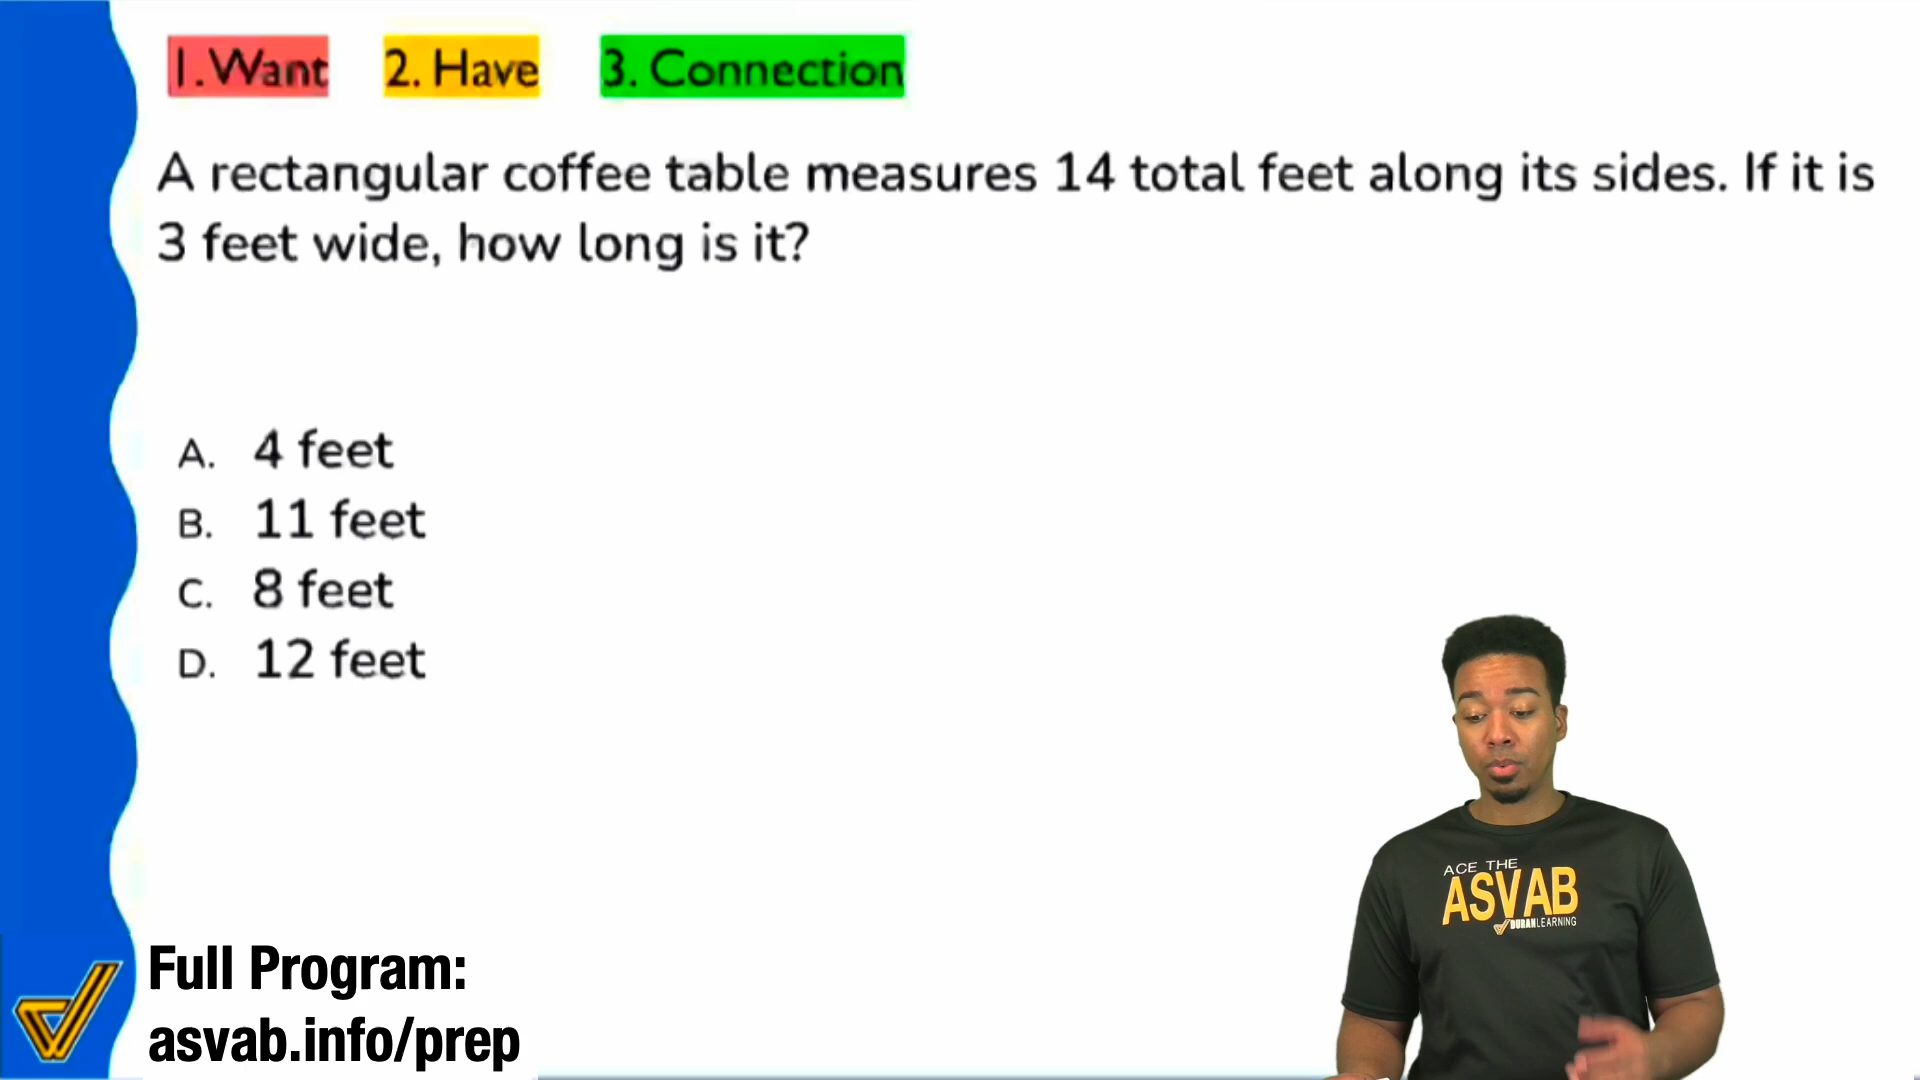 1. Want 2. Have 3. Connection
A rectangular coffee table measures 14 total feet along its sides. If it is
3 feet wide, how long is it?
A. 4 feet
B. 11 feet
C. 8 feet
D. 12 feet
ACE THE
ASVAB
DURANLEARNING
Full Program:
asvab.info/prep